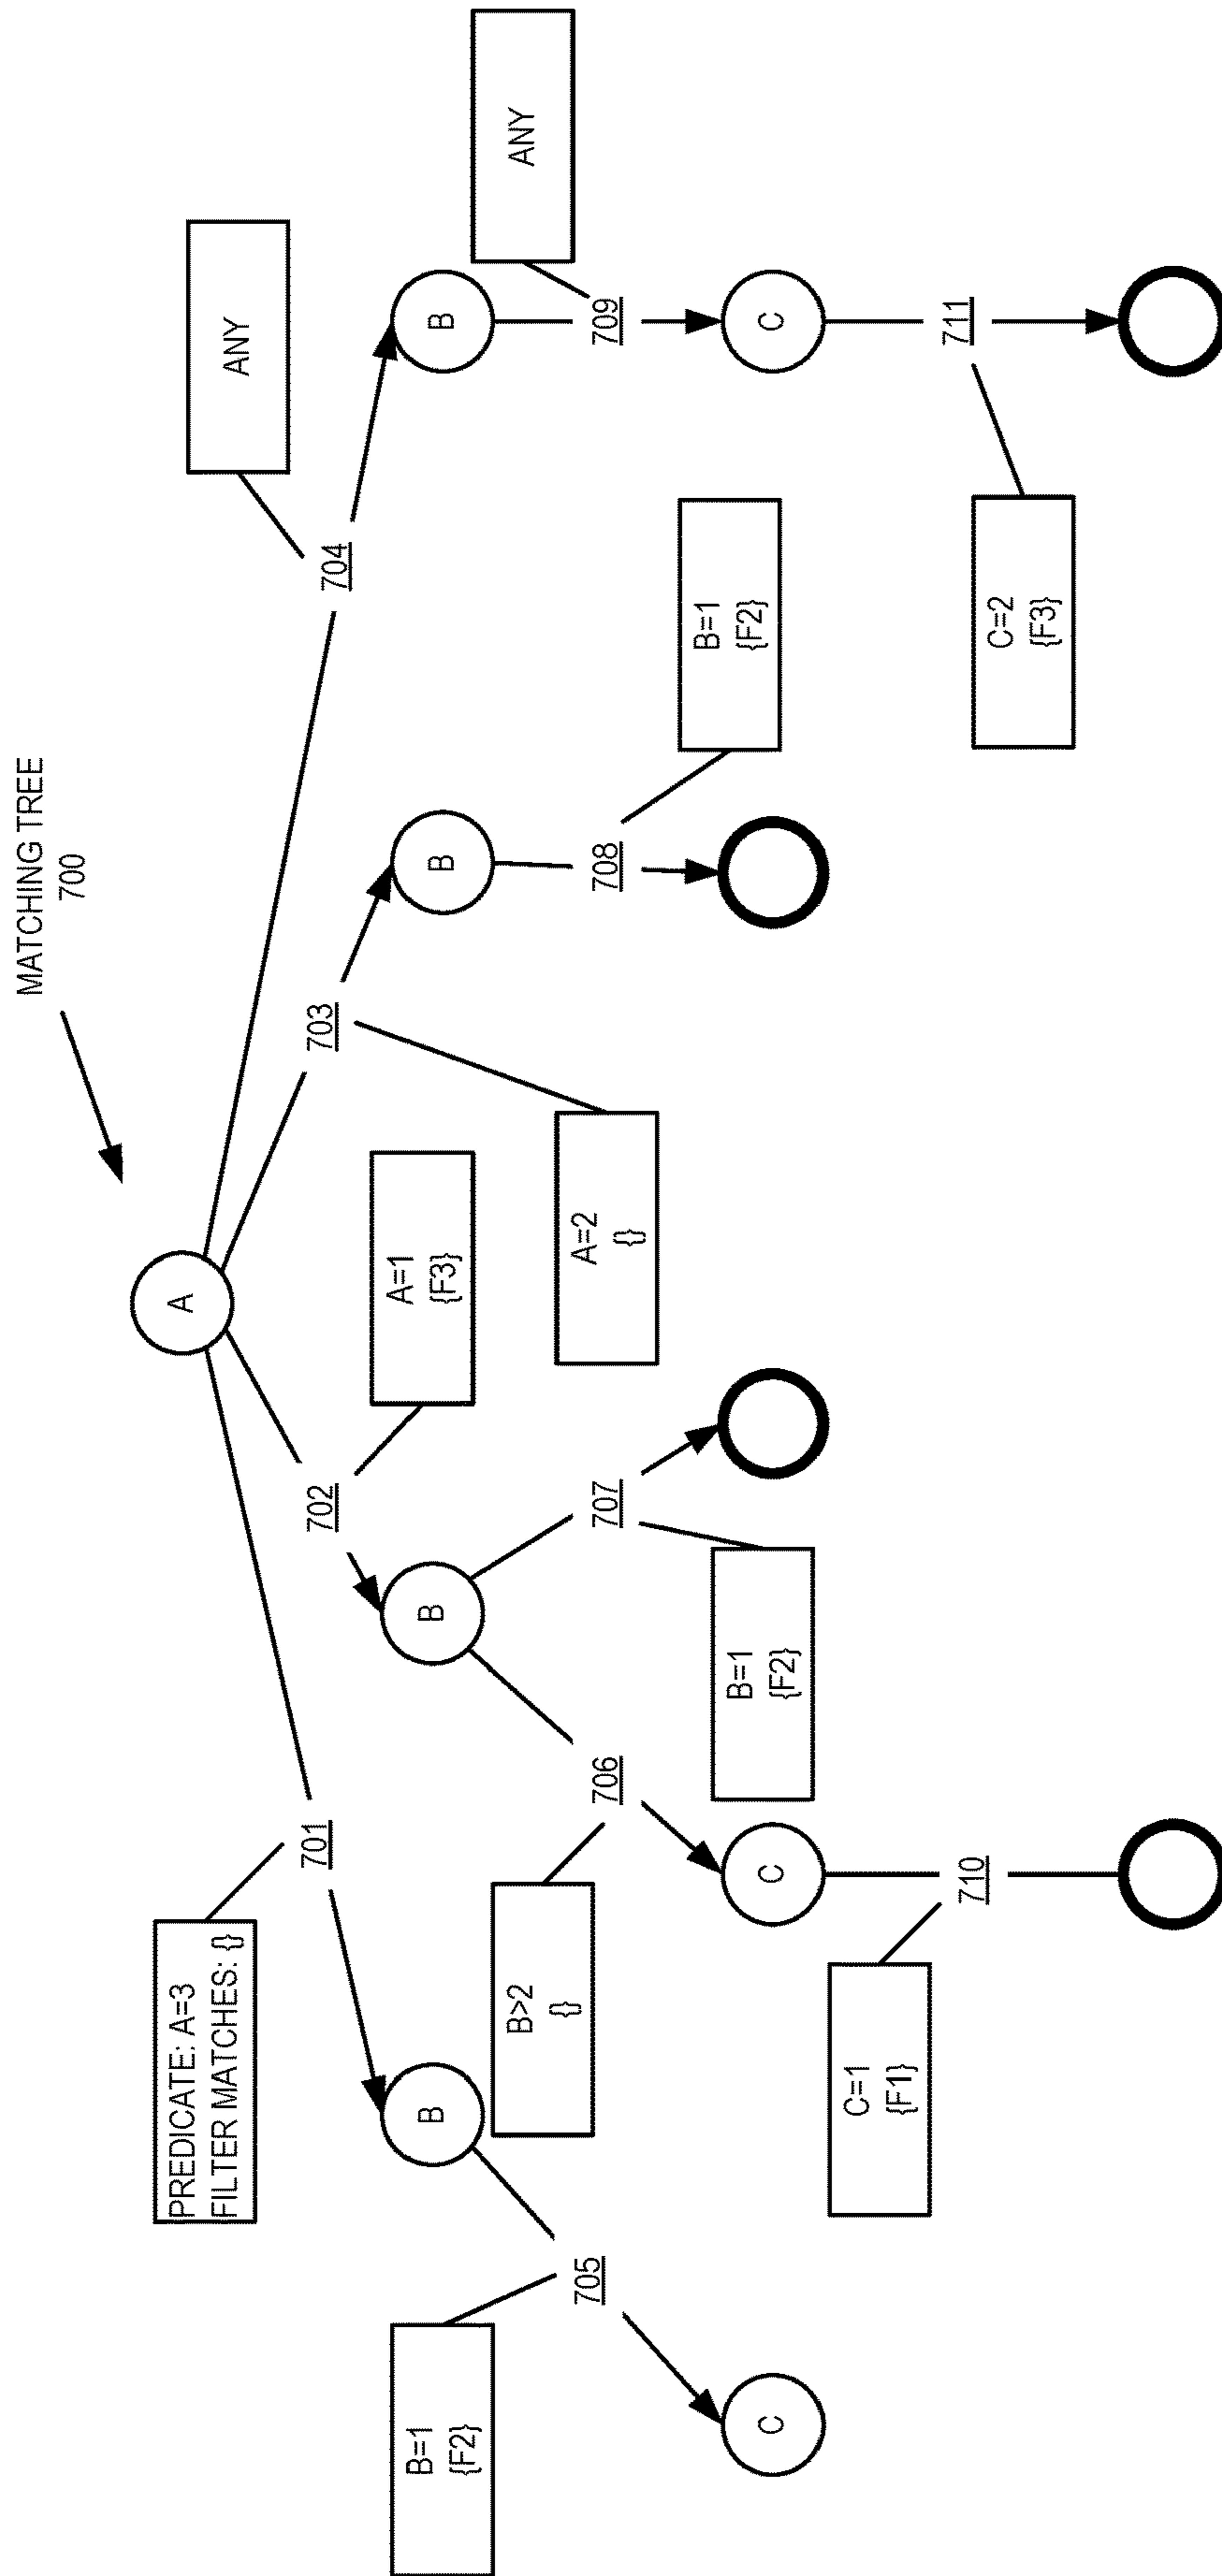 MATCHING TREE
700
A
PREDICATE: A=3
FILTER MATCHES: {}
ANY
701
702
703
704
A=1
{F3}
A=2
{}
B
B
B
B
B=1
{F2}
B>2
{}
ANY
705
706
707
708
709
B=1
{F2}
B=1
{F2}
C
C
C
C=1
{F1}
710
711
C=2
{F3}